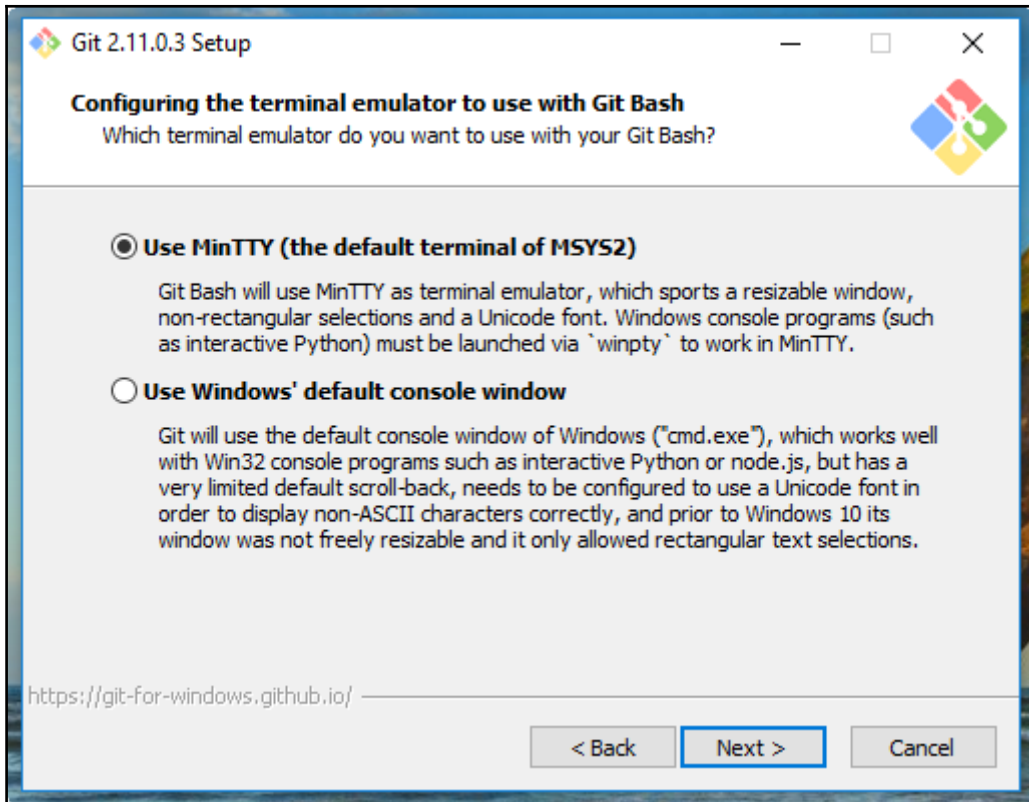 Git 2.11.0.3 Setup
Configuring the terminal emulator to use with Git Bash
Which terminal emulator do you want to use with your Git Bash?
Use MinTTY (the default terminal of MSYS2)
Git Bash will use MinTTY as terminal emulator, which sports a resizable window,
non-rectangular selections and a Unicode font. Windows console programs (such
as interactive Python) must be launched via `winpty` to work in MinTTY.
Use Windows' default console window
Git will use the default console window of Windows ("cmd.exe"), which works well
with Win32 console programs such as interactive Python or node.js, but has a
very limited default scroll-back, needs to be configured to use a Unicode font in
order to display non-ASCII characters correctly, and prior to Windows 10 its
window was not freely resizable and it only allowed rectangular text selections.
https://git-for-windows.github.io/
< Back Next > Cancel